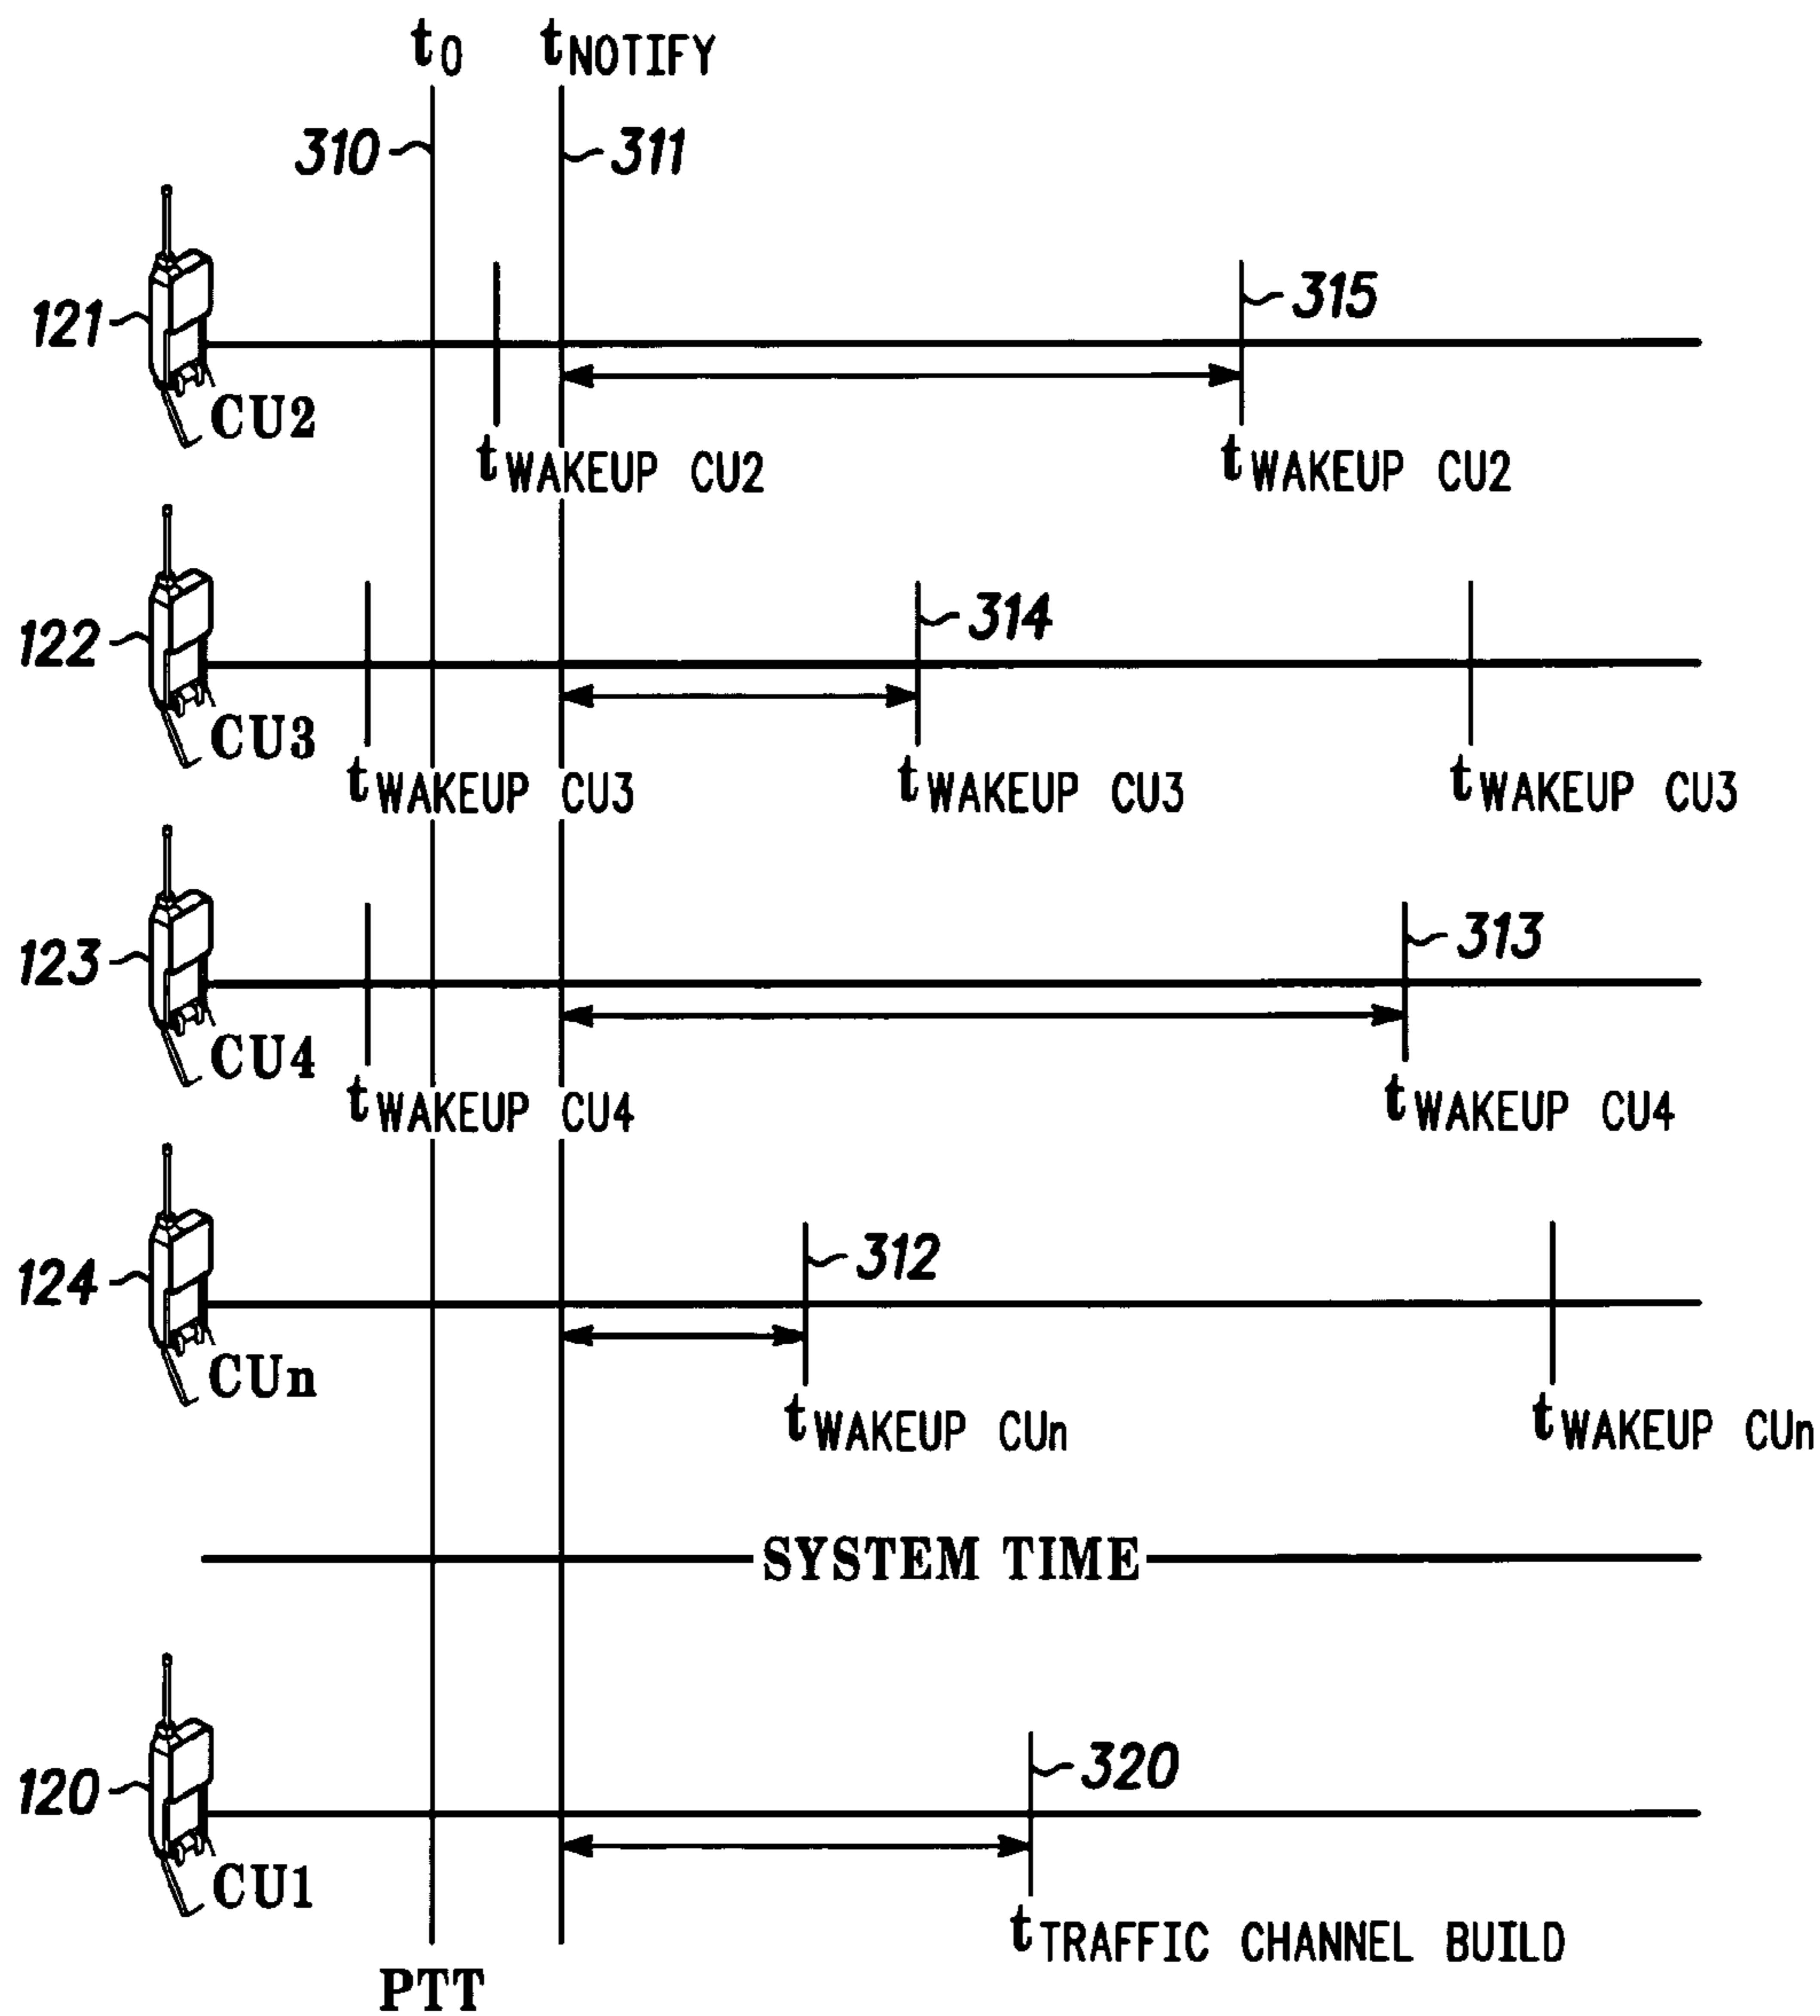 t0 tNOTIFY
310 311
121 315
CU2
tWAKEUP CU2 tWAKEUP CU2
122 314
CU3
tWAKEUP CU3 tWAKEUP CU3 tWAKEUP CU3
123 313
CU4
tWAKEUP CU4 tWAKEUP CU4
124 312
CUn
tWAKEUP CUn tWAKEUP CUn
SYSTEM TIME
120 320
CU1
tTRAFFIC CHANNEL BUILD
PTT